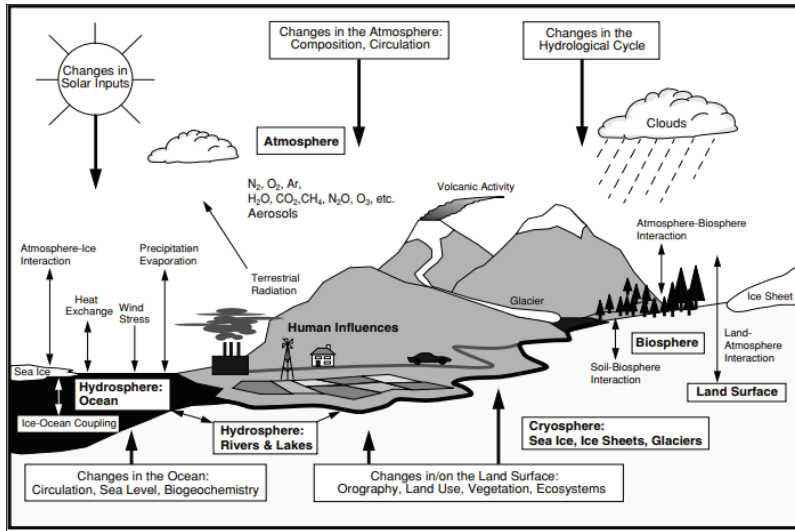 Changes in
Solar Inputs
Changes in the Atmosphere:
Composition, Circulation
Changes in the
Hydrological Cycle
Clouds
Atmosphere
N₂, O₂, Ar,
H₂O, CO₂,CH₄, N₂O, O₃, etc.
Aerosols
Volcanic Activity
Atmosphere-Biosphere
Interaction
Atmosphere-Ice
Interaction
Precipitation
Evaporation
Terrestrial
Radiation
Heat
Exchange
Wind
Stress
Human Influences
Glacier
Ice Sheet
Land-
Atmosphere
Interaction
Biosphere
Soil-Biosphere
Interaction
Land Surface
Sea Ice
Hydrosphere:
Ocean
Ice-Ocean Coupling
Hydrosphere:
Rivers & Lakes
Cryosphere:
Sea Ice, Ice Sheets, Glaciers
Changes in the Ocean:
Circulation, Sea Level, Biogeochemistry
Changes in/on the Land Surface:
Orography, Land Use, Vegetation, Ecosystems